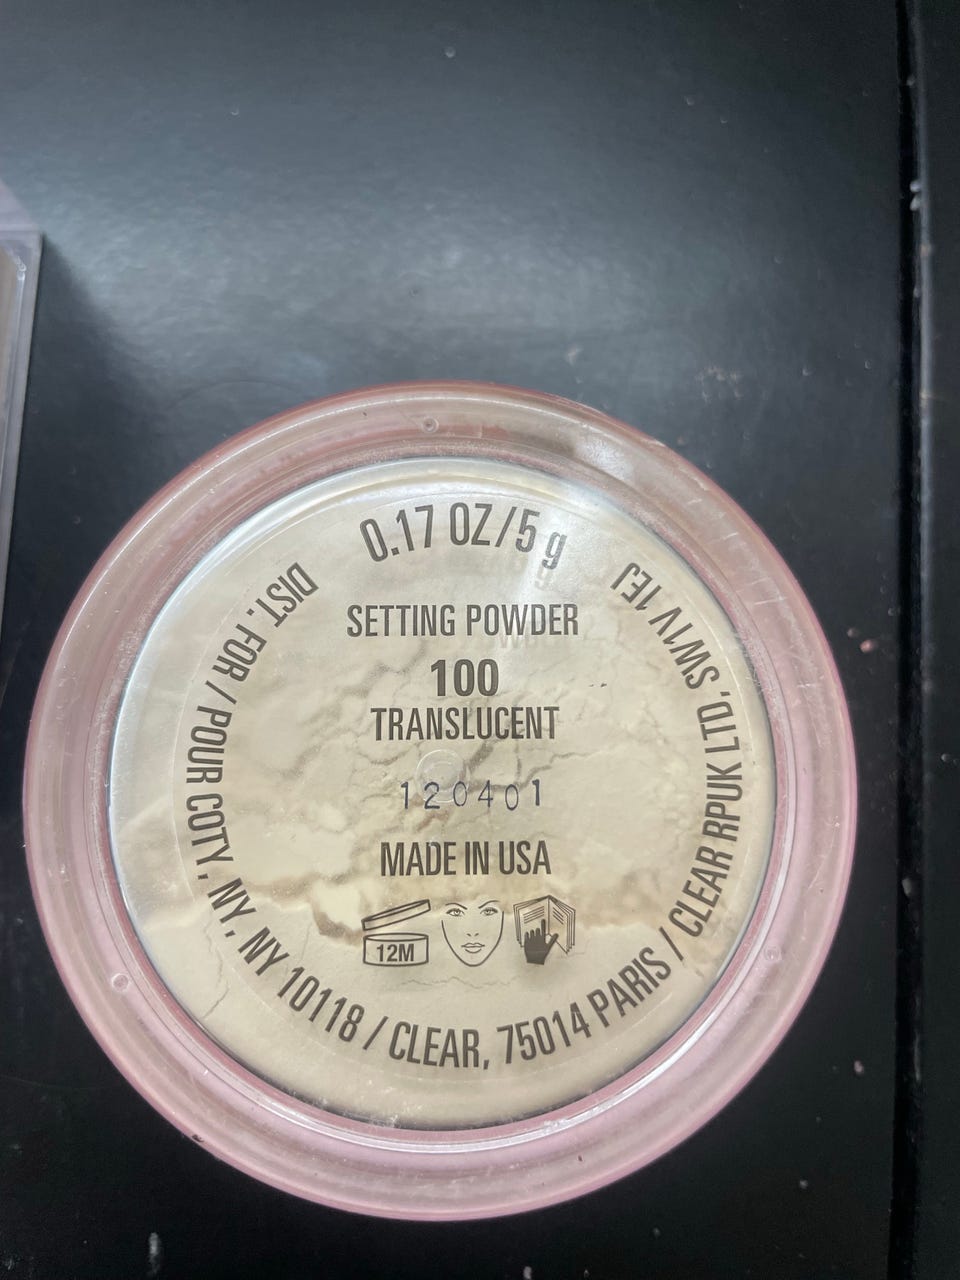 0.17 OZ/5 g
SETTING POWDER
100
TRANSLUCENT
120401
MADE IN USA
12M
DIST. FOR / POUR COTY, NY, NY 10118 / CLEAR, 75014 PARIS / CLEAR RPUK LTD, SW1V 1EJ